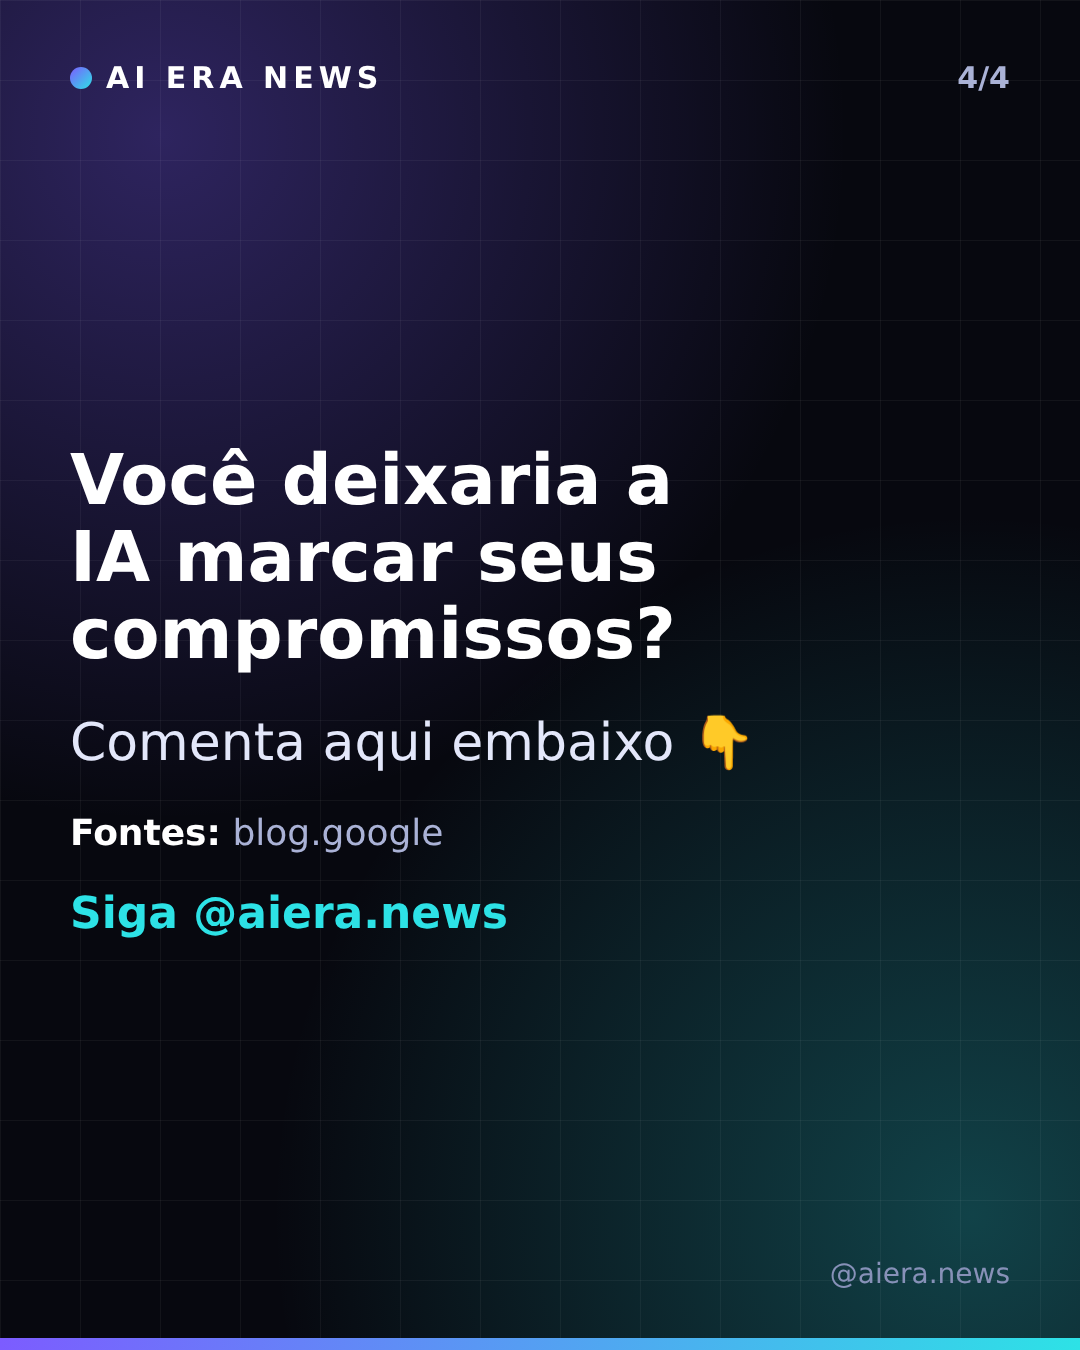 AI ERA NEWS
4/4
Você deixaria a
IA marcar seus
compromissos?
Comenta aqui embaixo 👇
Fontes: blog.google
Siga @aiera.news
@aiera.news